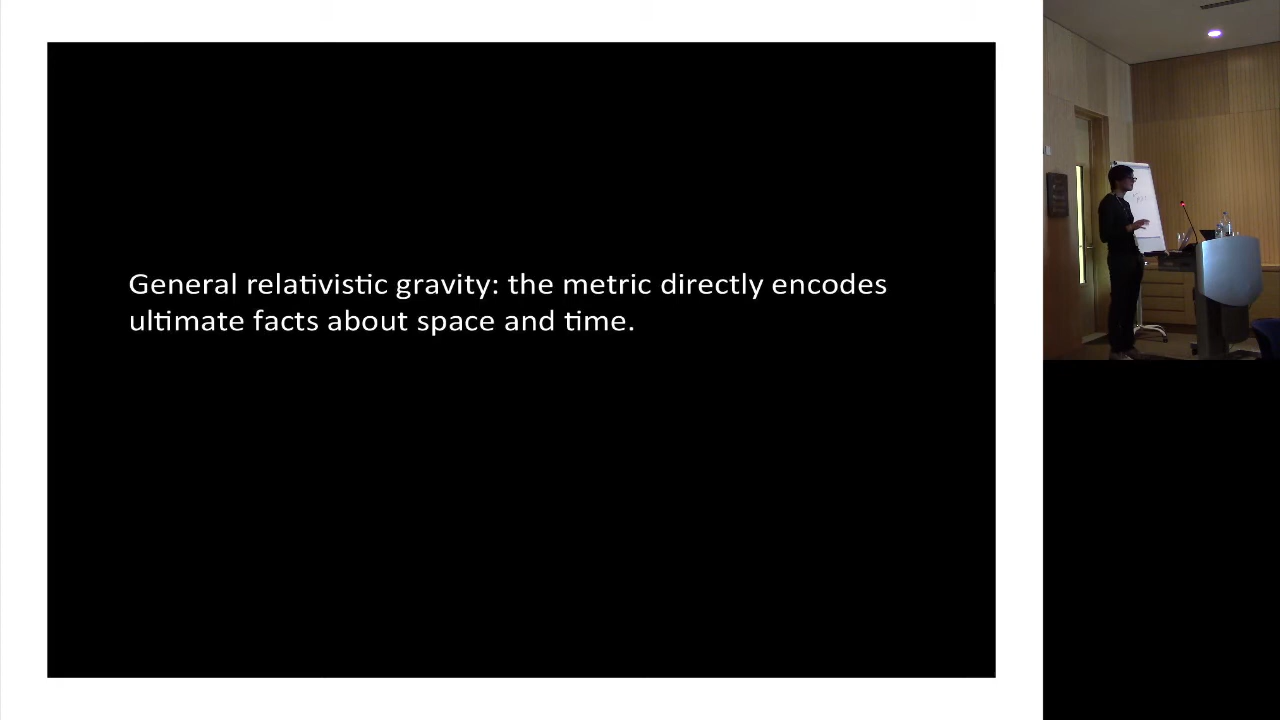 General relativistic gravity: the metric directly encodes
ultimate facts about space and time.